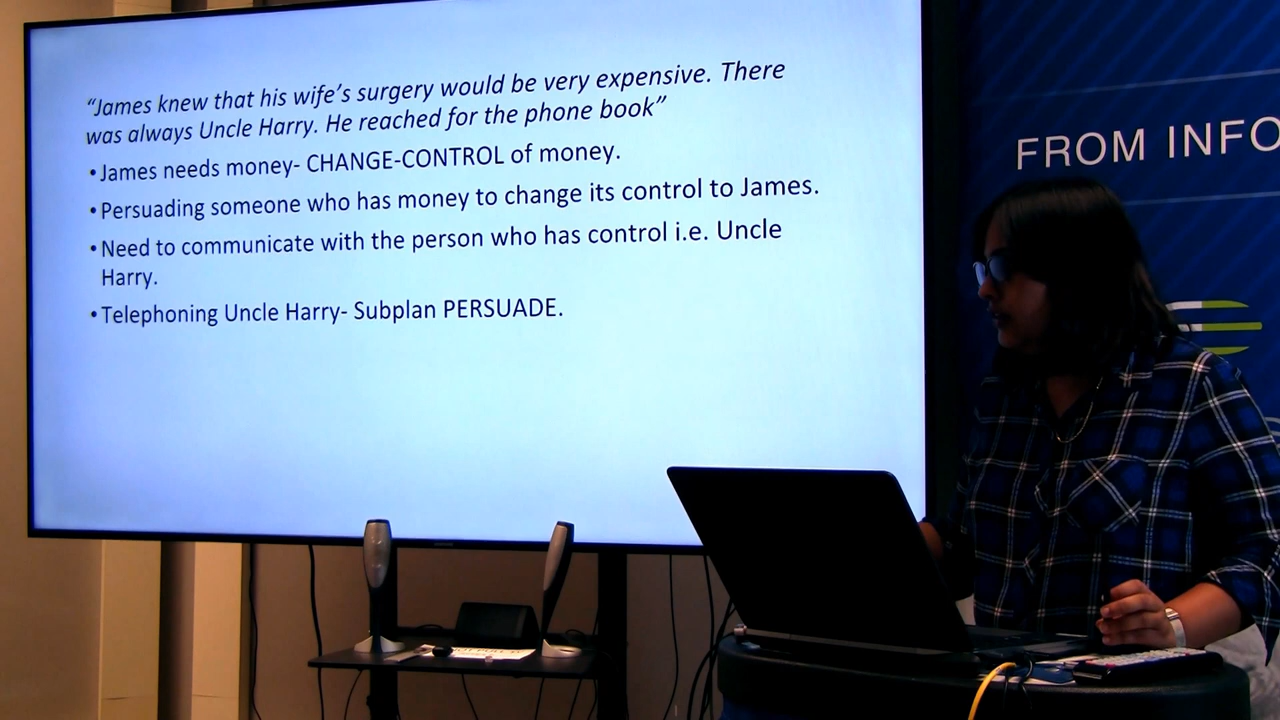 “James knew that his wife’s surgery would be very expensive. There
was always Uncle Harry. He reached for the phone book”
•James needs money- CHANGE-CONTROL of money.
•Persuading someone who has money to change its control to James.
•Need to communicate with the person who has control i.e. Uncle
Harry.
•Telephoning Uncle Harry- Subplan PERSUADE.
FROM INFO